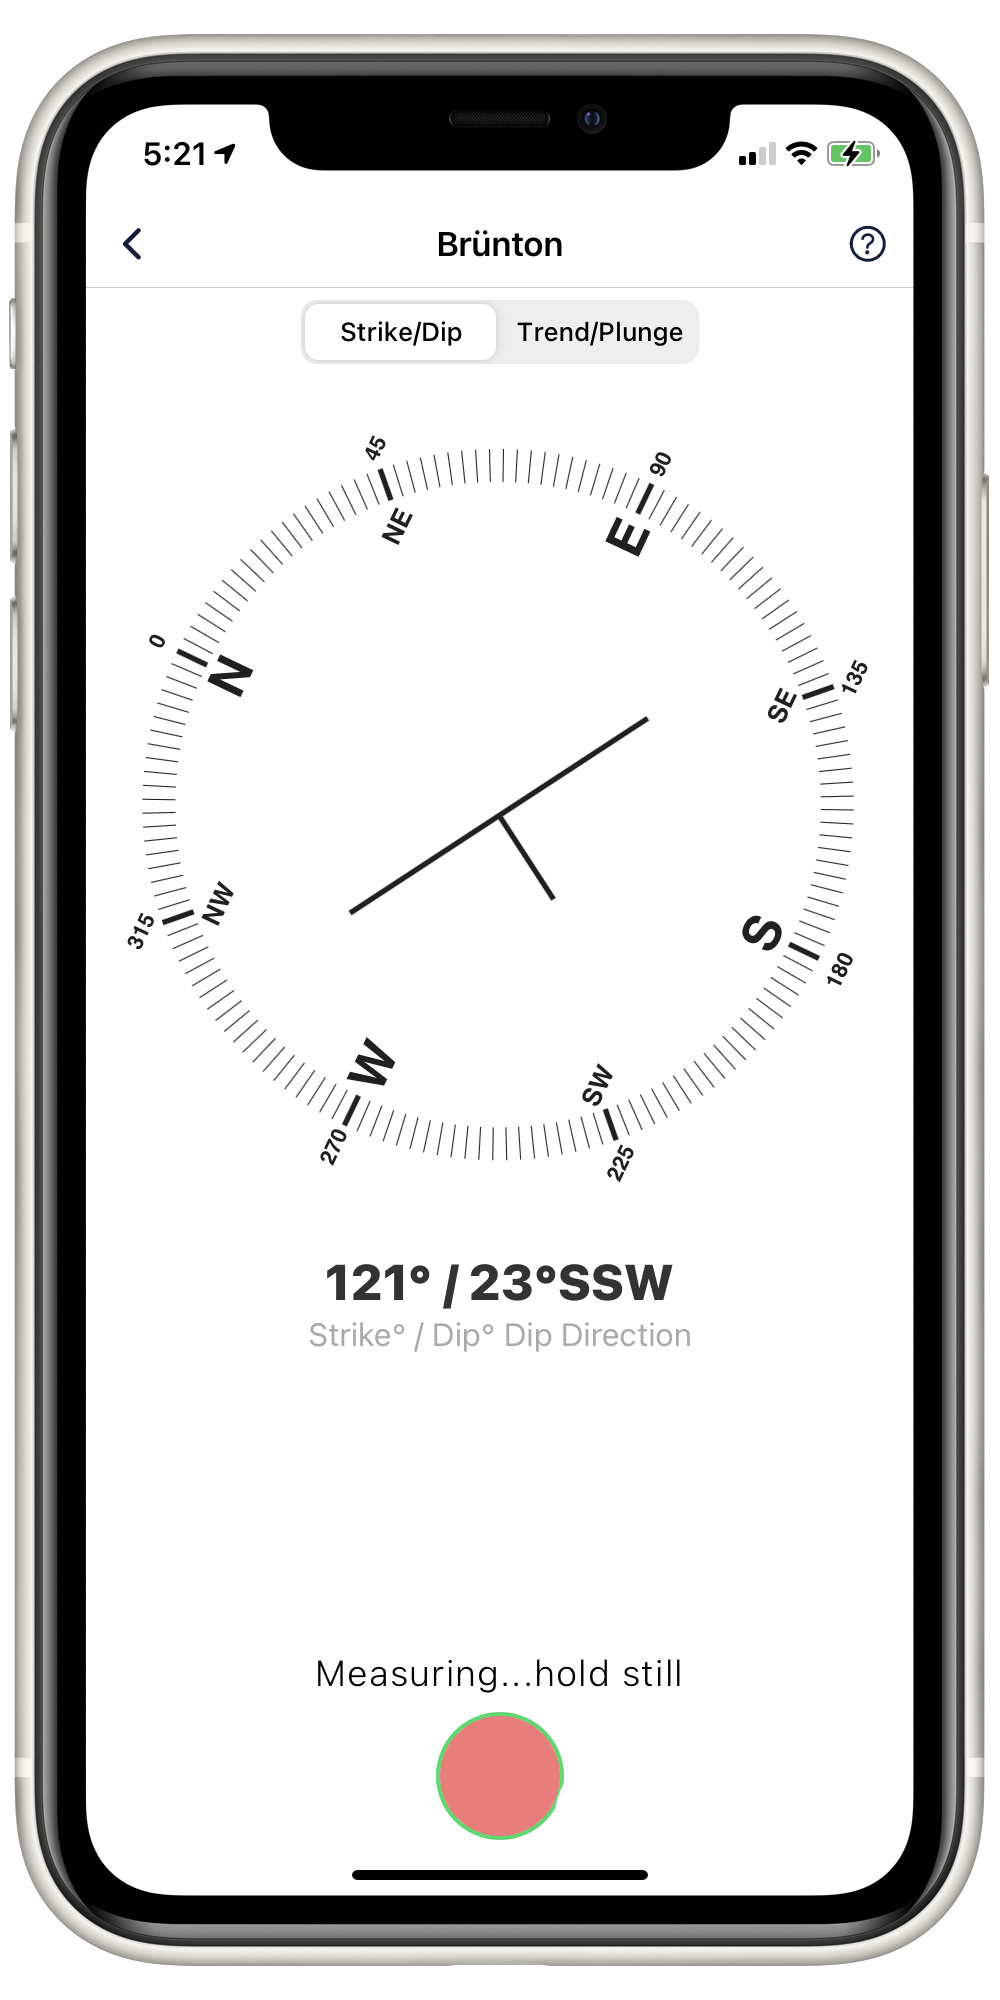 5:21
Brünton
Strike/Dip
Trend/Plunge
45
90
NE
E
0
N
135
SE
315
NW
S
180
W
SW
270
225
121° / 23°SSW
Strike° / Dip° Dip Direction
Measuring...hold still